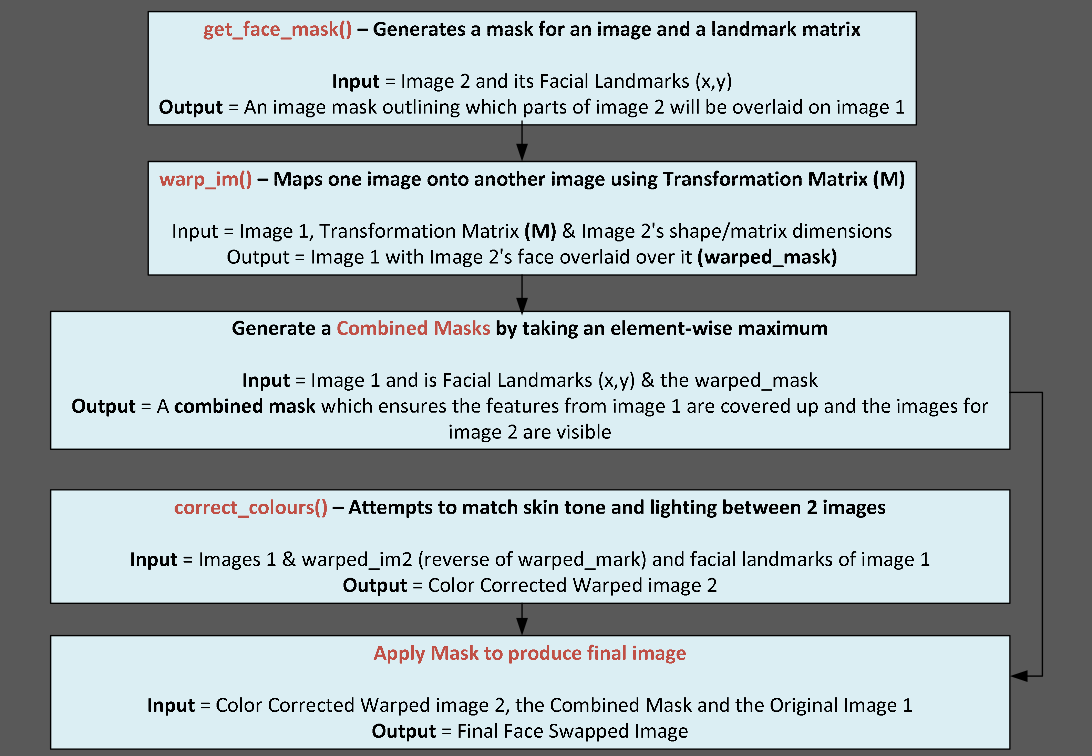 get_face_mask() – Generates a mask for an image and a landmark matrix
Input = Image 2 and its Facial Landmarks (x,y)
Output = An image mask outlining which parts of image 2 will be overlaid on image 1
warp_im() – Maps one image onto another image using Transformation Matrix (M)
Input = Image 1, Transformation Matrix (M) & Image 2's shape/matrix dimensions
Output = Image 1 with Image 2's face overlaid over it (warped_mask)
Generate a Combined Masks by taking an element-wise maximum
Input = Image 1 and is Facial Landmarks (x,y) & the warped_mask
Output = A combined mask which ensures the features from image 1 are covered up and the images for
image 2 are visible
correct_colours() – Attempts to match skin tone and lighting between 2 images
Input = Images 1 & warped_im2 (reverse of warped_mark) and facial landmarks of image 1
Output = Color Corrected Warped image 2
Apply Mask to produce final image
Input = Color Corrected Warped image 2, the Combined Mask and the Original Image 1
Output = Final Face Swapped Image